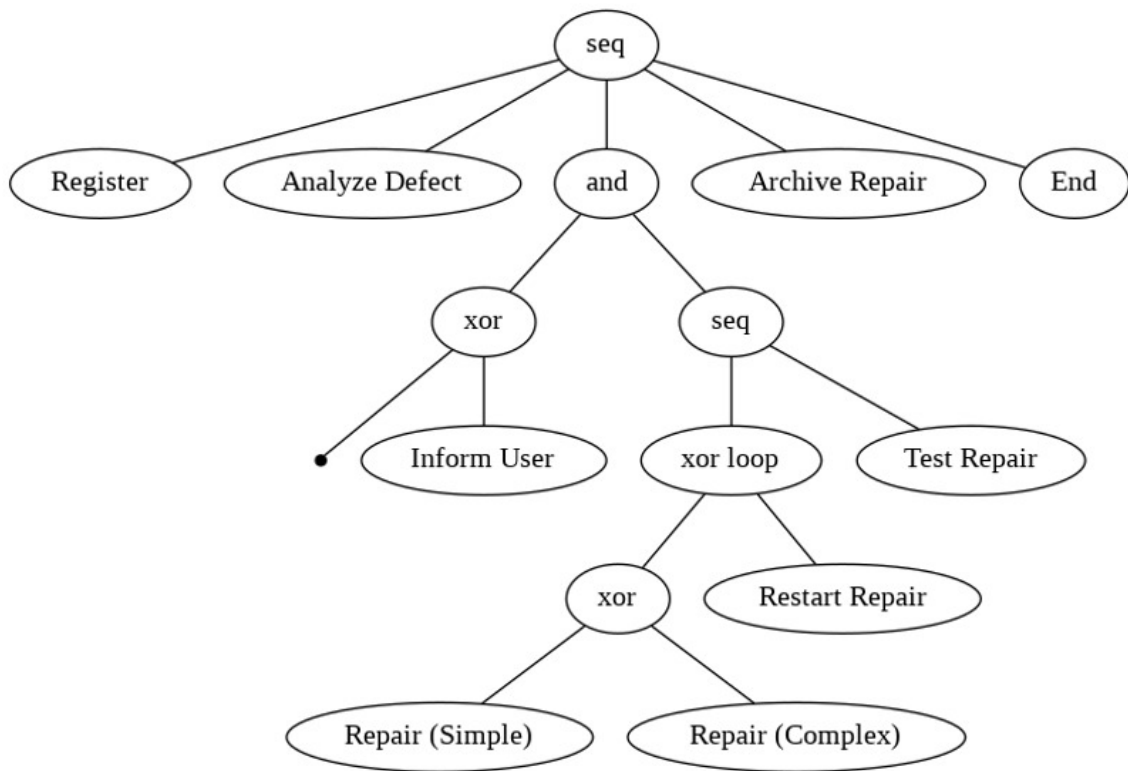 seq
Register
Analyze Defect
and
Archive Repair
End
xor
seq
Inform User
xor loop
Test Repair
xor
Restart Repair
Repair (Simple)
Repair (Complex)